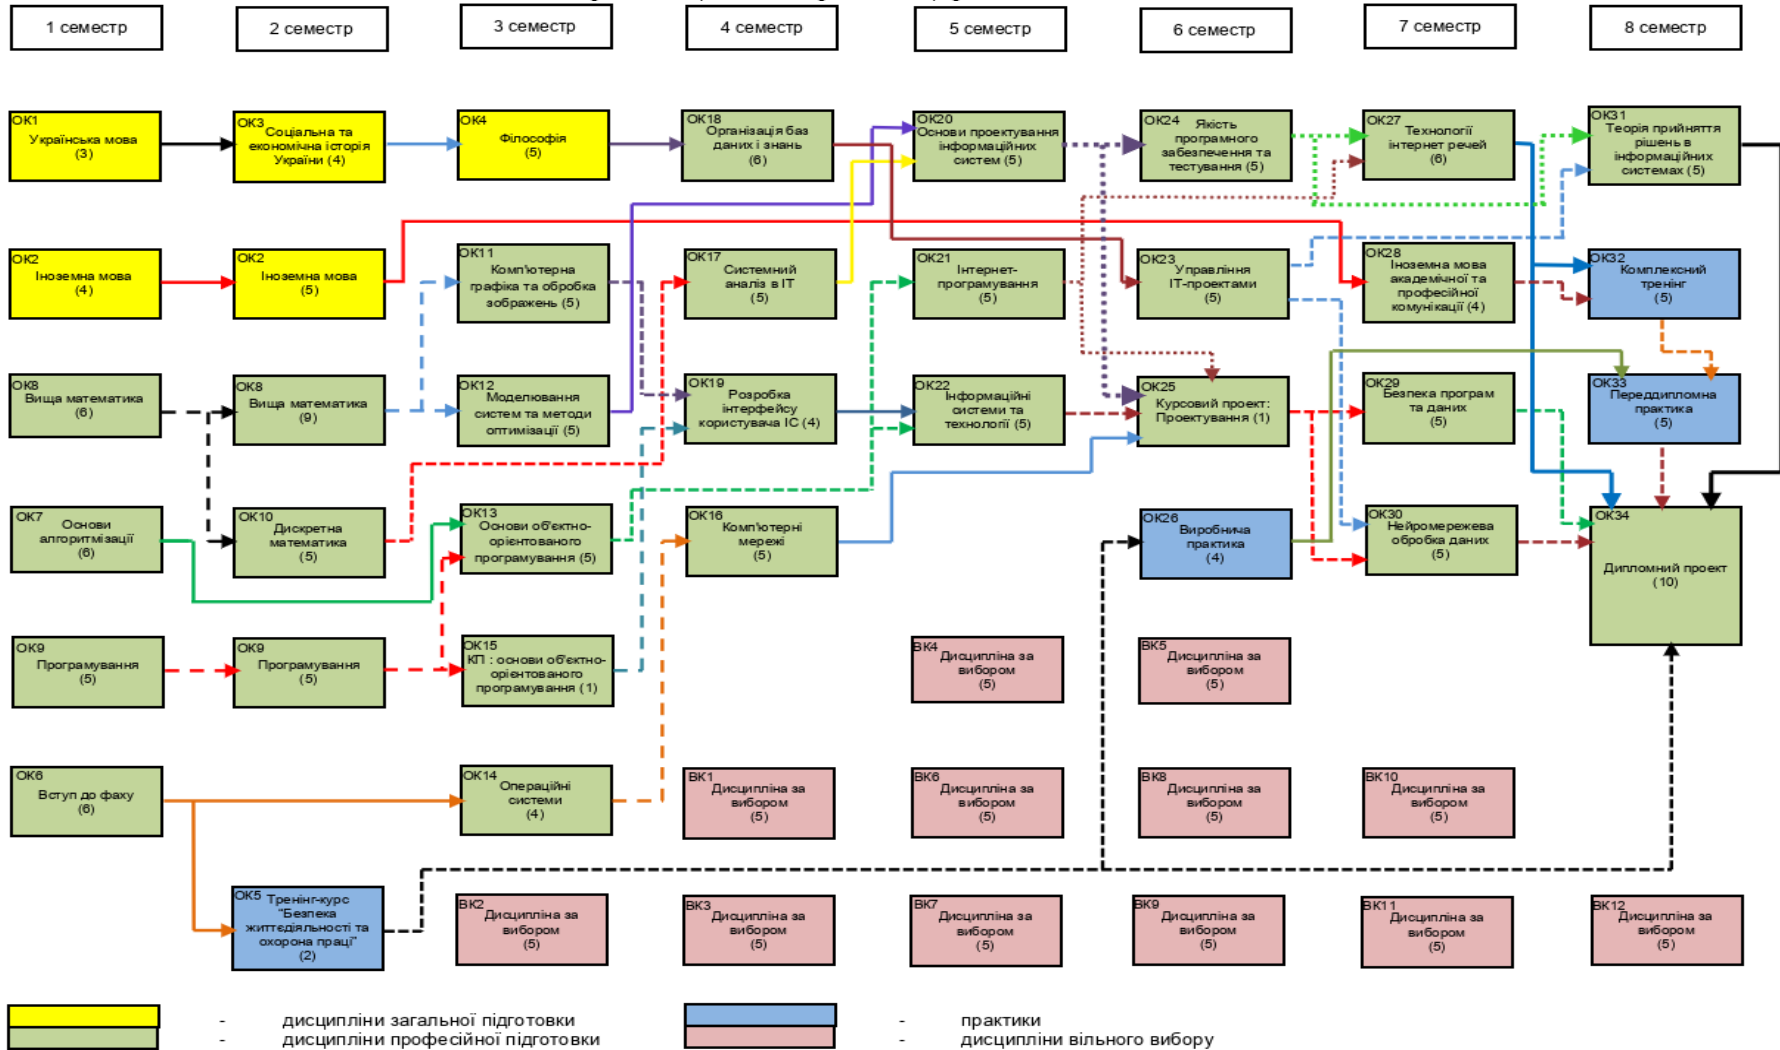 1 семестр
2 семестр
3 семестр
4 семестр
5 семестр
6 семестр
7 семестр
8 семестр
ОК1
Українська мова
(3)
ОК3
Соціальна та
економічна історія
України (4)
ОК4
Філософія
(5)
ОК18
Організація баз
даних і знань
(6)
ОК20
Основи проектування
інформаційних
систем (5)
ОК24
Якість
програмного
забезпечення та
тестування (5)
ОК27
Технології
інтернет речей
(6)
ОК31
Теорія прийняття
рішень в
інформаційних
системах (5)
ОК2
Іноземна мова
(4)
ОК2
Іноземна мова
(5)
ОК11
Комп'ютерна
графіка та обробка
зображень (5)
ОК17
Системний
аналіз в ІТ
(5)
ОК21
Інтернет-
програмування
(5)
ОК23
Управління
ІТ-проектами
(5)
ОК28
Іноземна мова
академічної та
професійної
комунікації (4)
ОК32
Комплексний
тренінг
(5)
ОК8
Вища математика
(6)
ОК8
Вища математика
(9)
ОК12
Моделювання
систем та методи
оптимізації (5)
ОК19
Розробка
інтерфейсу
користувача ІС (4)
ОК22
Інформаційні
системи та
технології (5)
ОК25
Курсовий проект:
Проектування (1)
ОК29
Безпека програм
та даних
(5)
ОК33
Переддипломна
практика
(5)
ОК7
Основи
алгоритмізації
(6)
ОК10
Дискретна
математика
(5)
ОК13
Основи об'єктно-
орієнтованого
програмування (5)
ОК16
Комп'ютерні
мережі
(5)
ОК26
Виробнича
практика
(4)
ОК30
Нейромережева
обробка даних
(5)
ОК34
Дипломний проект
(10)
ОК9
Програмування
(5)
ОК9
Програмування
(5)
ОК15
КП : основи об'єктно-
орієнтованого
програмування (1)
ВК4
Дисципліна за
вибором
(5)
ВК5
Дисципліна за
вибором
(5)
ОК6
Вступ до фаху
(6)
ОК14
Операційні
системи
(4)
ВК1
Дисципліна за
вибором
(5)
ВК6
Дисципліна за
вибором
(5)
ВК8
Дисципліна за
вибором
(5)
ВК10
Дисципліна за
вибором
(5)
ОК5
Тренінг-курс
"Безпека
життєдіяльності та
охорона праці"
(2)
ВК2
Дисципліна за
вибором
(5)
ВК3
Дисципліна за
вибором
(5)
ВК7
Дисципліна за
вибором
(5)
ВК9
Дисципліна за
вибором
(5)
ВК11
Дисципліна за
вибором
(5)
ВК12
Дисципліна за
вибором
(5)
- дисципліни загальної підготовки
- дисципліни професійної підготовки
- практики
- дисципліни вільного вибору